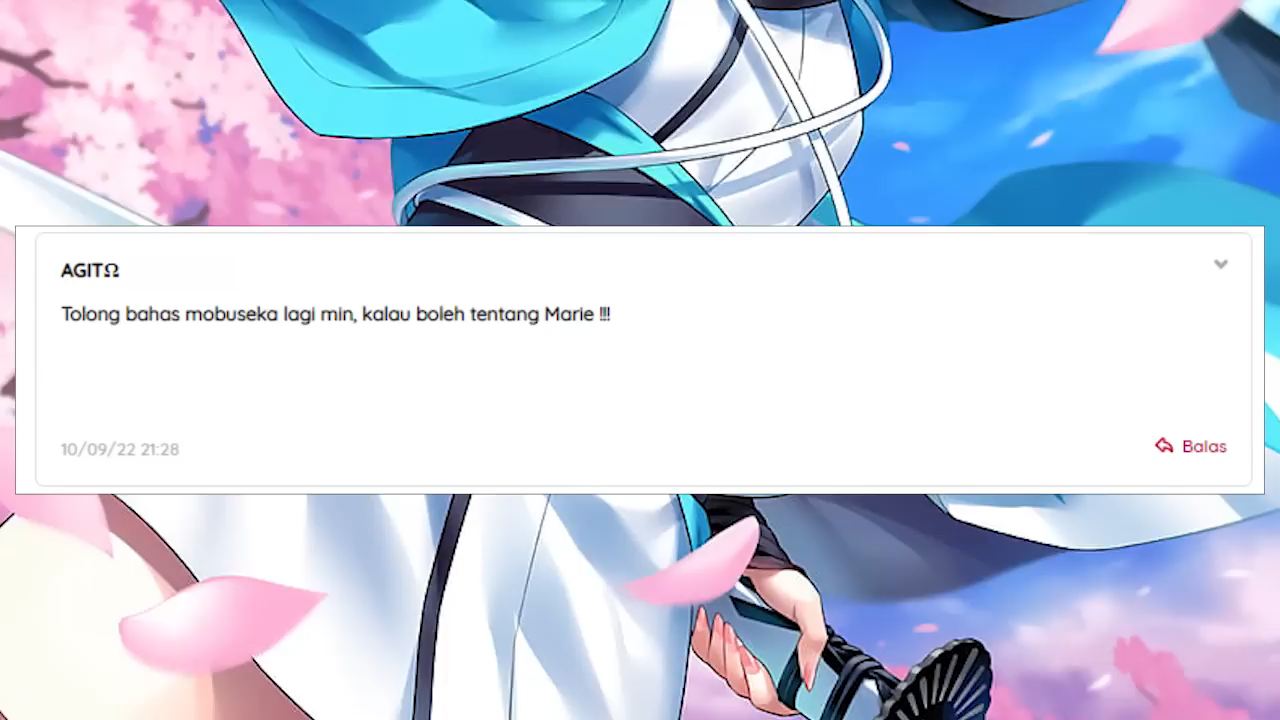 AGITΩ
Tolong bahas mobuseka lagi min, kalau boleh tentang Marie !!!
10/09/22 21:28
Balas